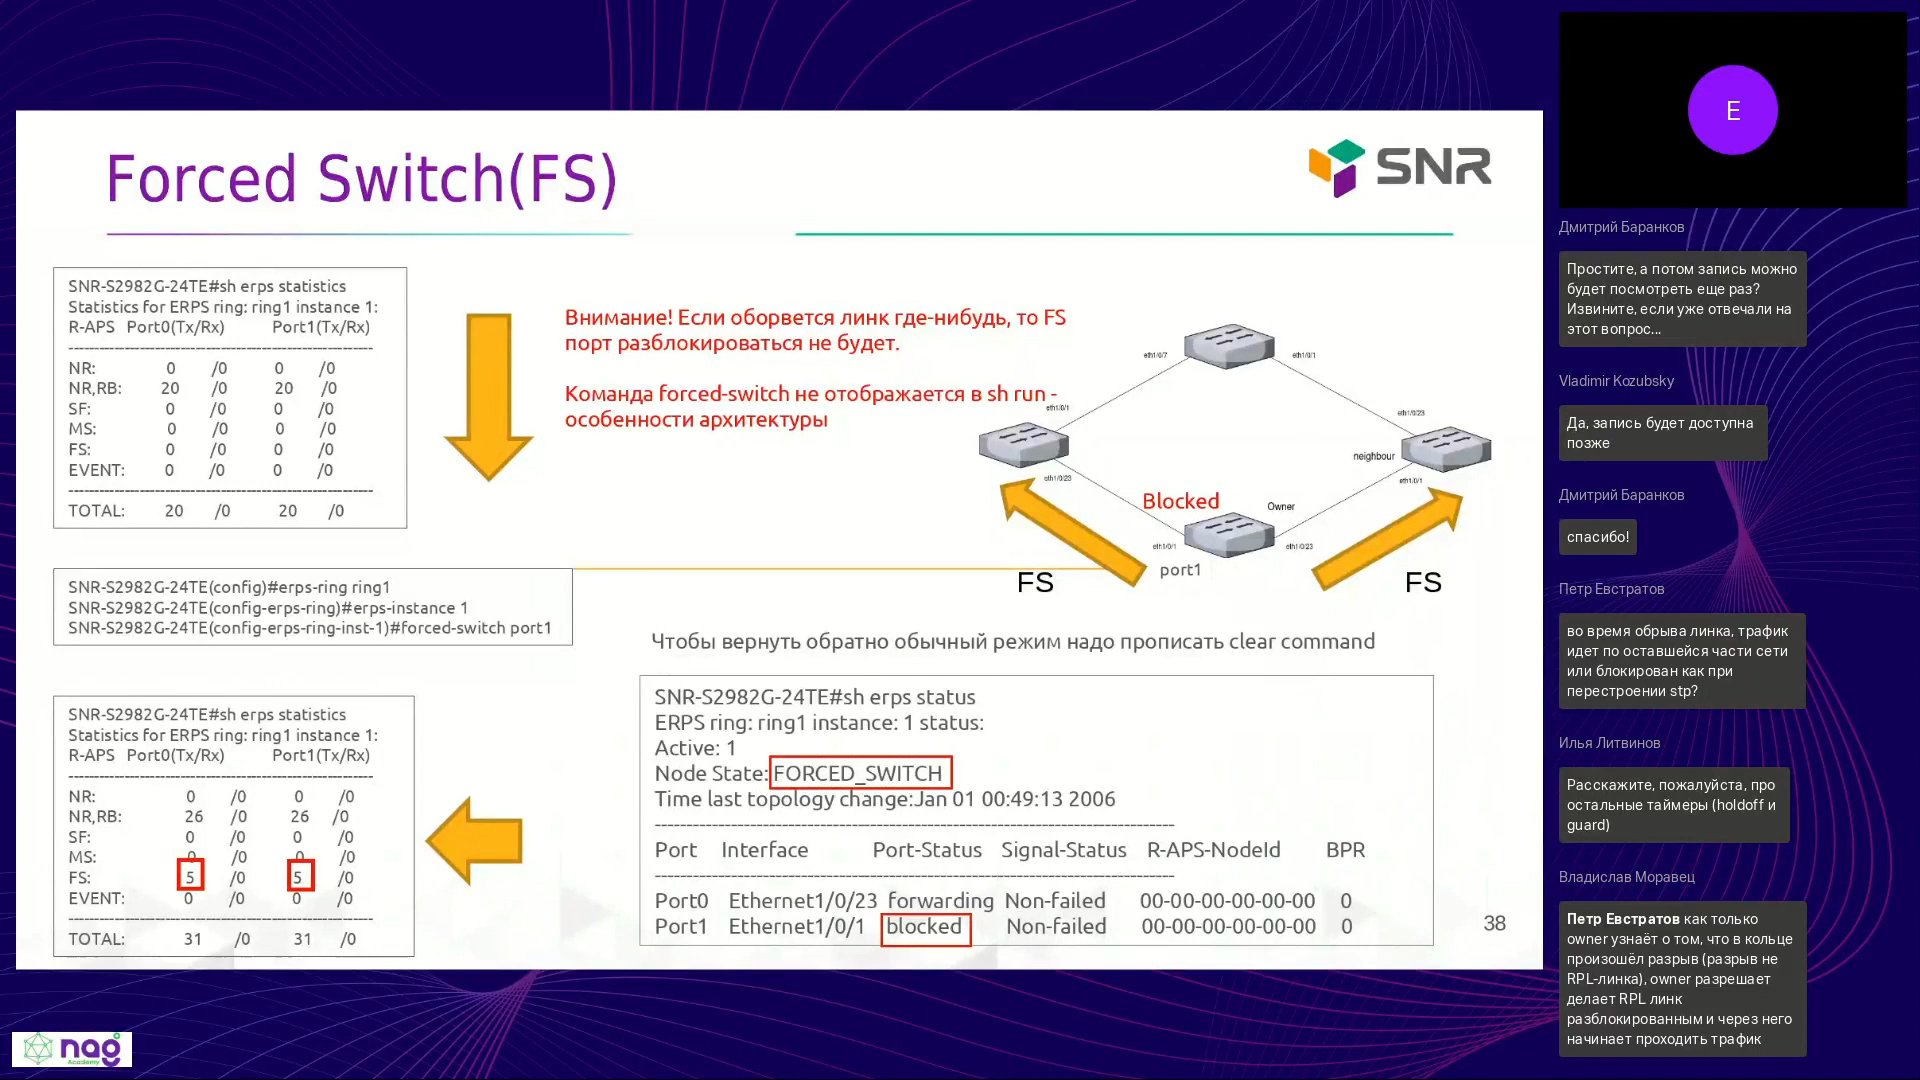 Forced Switch(FS)
SNR
SNR-S2982G-24TE#sh erps statistics
Statistics for ERPS ring: ring1 instance 1:
R-APS Port0(Tx/Rx) Port1(Tx/Rx)
--------------------------------------------------------------
NR: 0 /0 0 /0
NR,RB: 20 /0 20 /0
SF: 0 /0 0 /0
MS: 0 /0 0 /0
FS: 0 /0 0 /0
EVENT: 0 /0 0 /0
--------------------------------------------------------------
TOTAL: 20 /0 20 /0
Внимание! Если оборвется линк где-нибудь, то FS
порт разблокироваться не будет.
Команда forced-switch не отображается в sh run -
особенности архитектуры
eth1/0/7
eth1/0/1
eth1/0/1
eth1/0/23
neighbour
eth1/0/23
eth1/0/1
Blocked
Owner
eth1/0/1
eth1/0/23
port1
FS
FS
SNR-S2982G-24TE(config)#erps-ring ring1
SNR-S2982G-24TE(config-erps-ring)#erps-instance 1
SNR-S2982G-24TE(config-erps-ring-inst-1)#forced-switch port1
Чтобы вернуть обратно обычный режим надо прописать clear command
SNR-S2982G-24TE#sh erps statistics
Statistics for ERPS ring: ring1 instance 1:
R-APS Port0(Tx/Rx) Port1(Tx/Rx)
--------------------------------------------------------------
NR: 0 /0 0 /0
NR,RB: 26 /0 26 /0
SF: 0 /0 0 /0
MS: 0 /0 0 /0
FS: 5 /0 5 /0
EVENT: 0 /0 0 /0
--------------------------------------------------------------
TOTAL: 31 /0 31 /0
SNR-S2982G-24TE#sh erps status
ERPS ring: ring1 instance: 1 status:
Active: 1
Node State: FORCED_SWITCH
Time last topology change:Jan 01 00:49:13 2006
--------------------------------------------------------------
Port Interface Port-Status Signal-Status R-APS-NodeId BPR
--------------------------------------------------------------
Port0 Ethernet1/0/23 forwarding Non-failed 00-00-00-00-00-00 0
Port1 Ethernet1/0/1 blocked Non-failed 00-00-00-00-00-00 0
38
nag
Academy
E
Дмитрий Баранков
Простите, а потом запись можно
будет посмотреть еще раз?
Извините, если уже отвечали на
этот вопрос...
Vladimir Kozubsky
Да, запись будет доступна
позже
Дмитрий Баранков
спасибо!
Петр Евстратов
во время обрыва линка, трафик
идет по оставшейся части сети
или блокирован как при
перестроении stp?
Илья Литвинов
Расскажите, пожалуйста, про
остальные таймеры (holdoff и
guard)
Владислав Моравец
Петр Евстратов как только
owner узнаёт о том, что в кольце
произошёл разрыв (разрыв не
RPL-линка), owner разрешает
делает RPL линк
разблокированным и через него
начинает проходить трафик